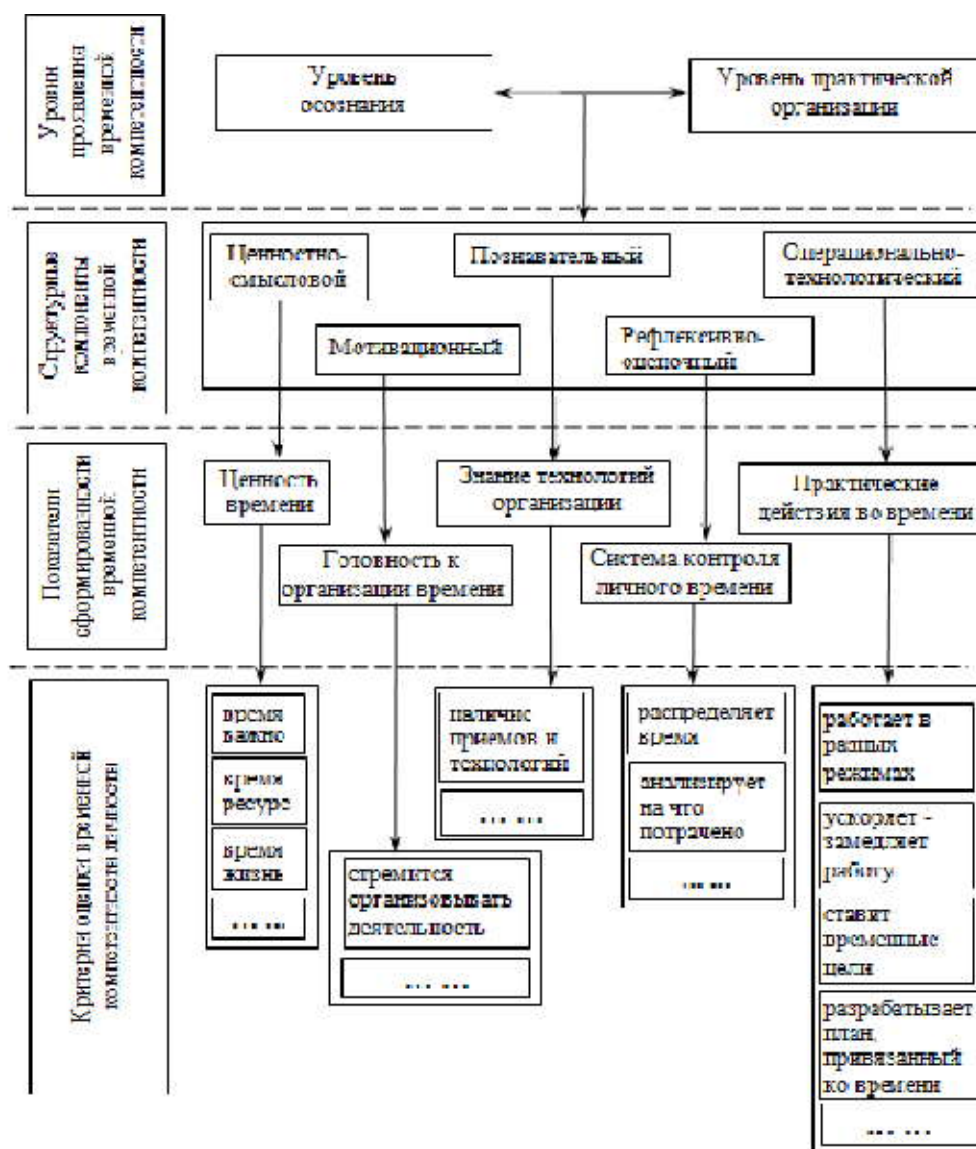 Уровни
проявления
временной
компетентности
Уровень
осознания
Уровень практической
организации
Структурные
компоненты
временной
компетентности
Ценностно-
смысловой
Познавательный
Операционально-
технологический
Мотивационный
Рефлексивно-
оценочный
Показатели
сформированности
временной
компетентности
Ценность
времени
Знание технологий
организации
Практические
действия во времени
Готовность к
организации времени
Система контроля
личного времени
Критерии оценки временной
компетентности личности
время
важно
время
ресурс
время
жизнь
... ...
стремится
организовывать
деятельность
... ...
наличие
приемов и
технологий
... ...
распределяет
время
анализирует
на что
потрачено
... ...
работает в
разных
режимах
ускоряет -
замедляет
работу
ставит
временные
цели
разрабатывает
план,
привязанный
ко времени
... ...